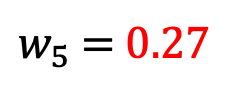 w₅ = 0.27